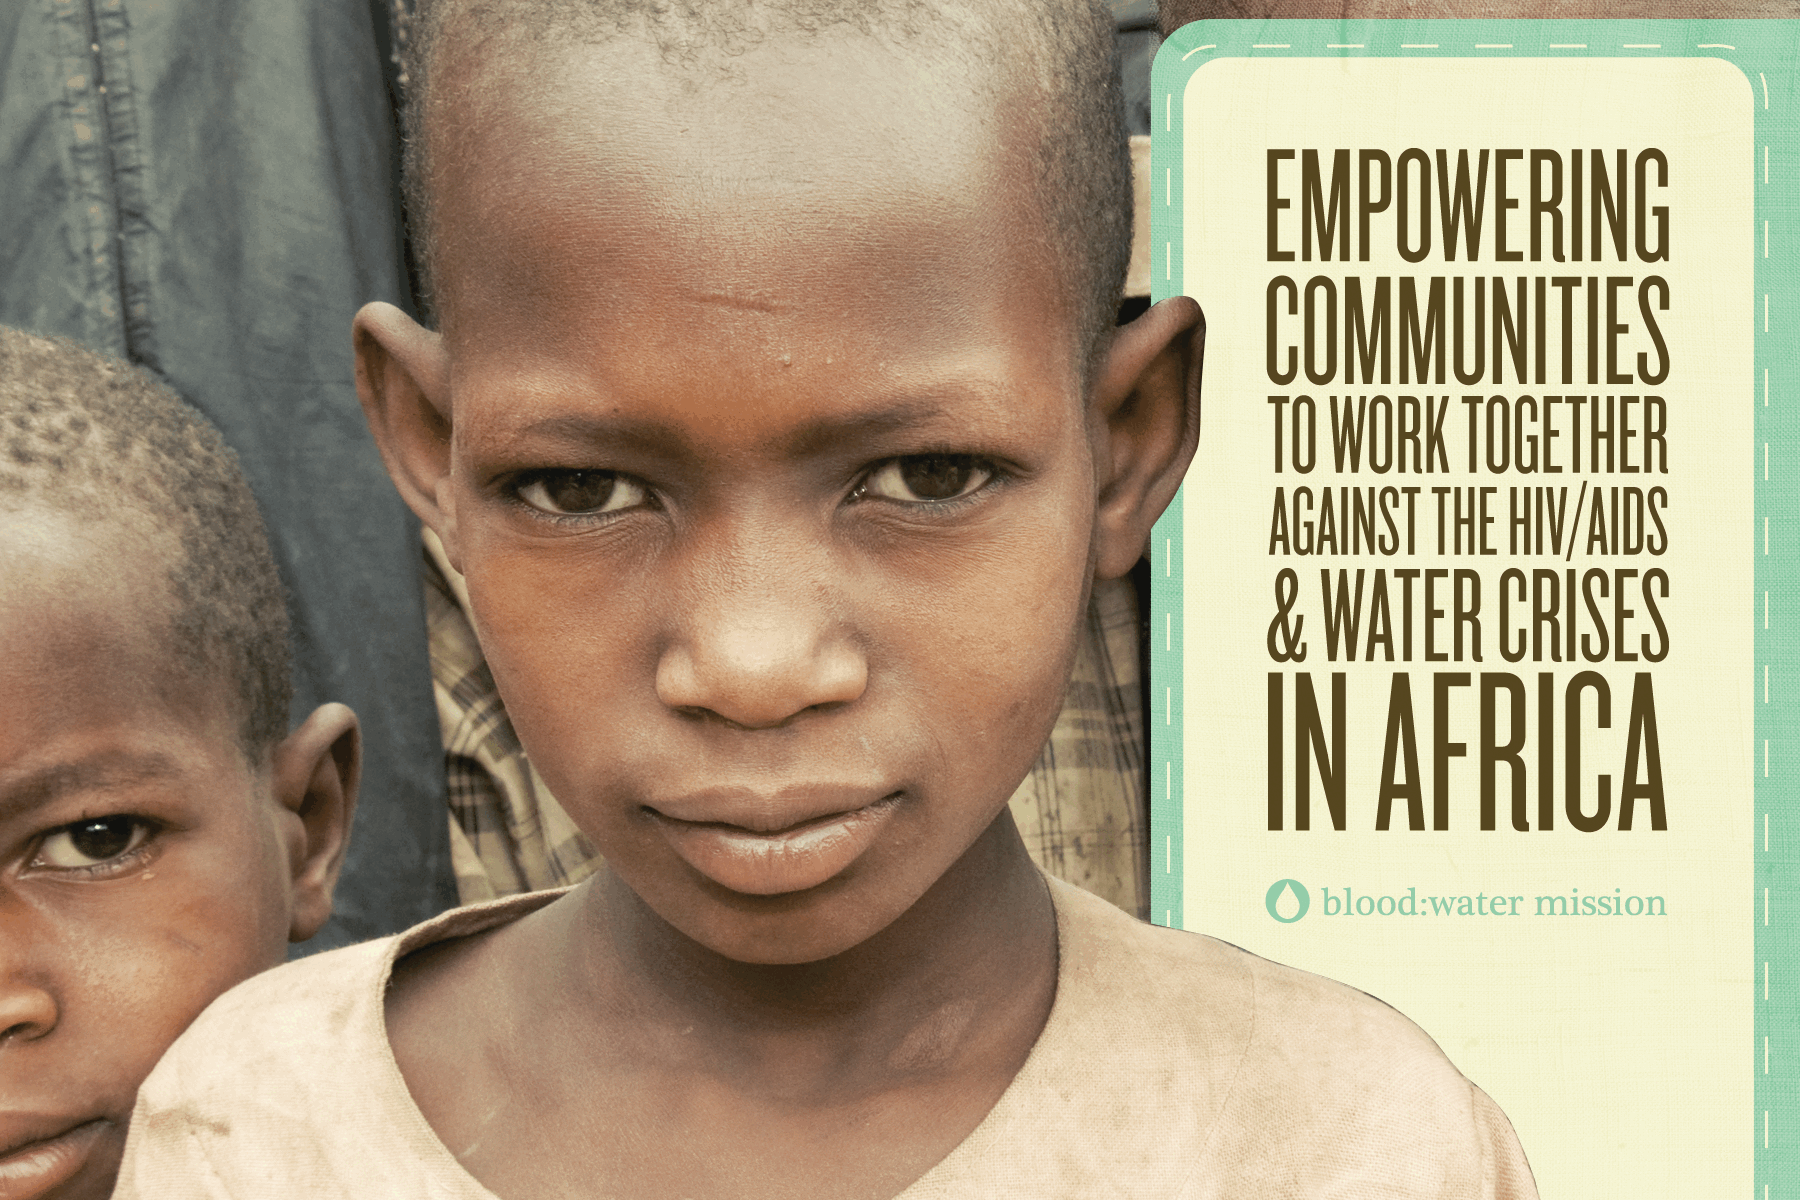 EMPOWERING
COMMUNITIES
TO WORK TOGETHER
AGAINST THE HIV/AIDS
& WATER CRISES
IN AFRICA
blood:water mission